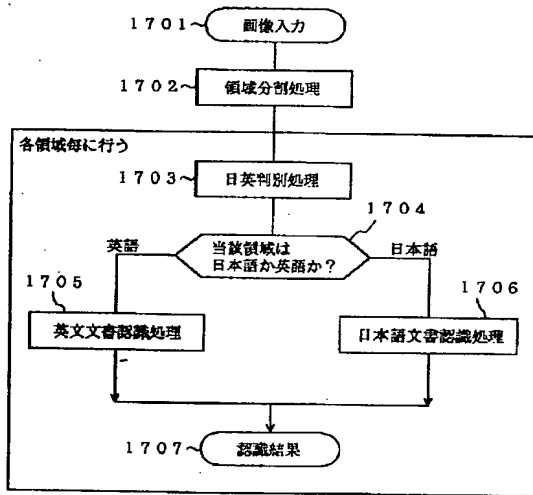 1701
画像入力
1702
領域分割処理
各領域毎に行う
1703
日英判別処理
1704
当該領域は
日本語か英語か?
英語
日本語
1705
英文文書認識処理
1706
日本語文書認識処理
1707
認識結果